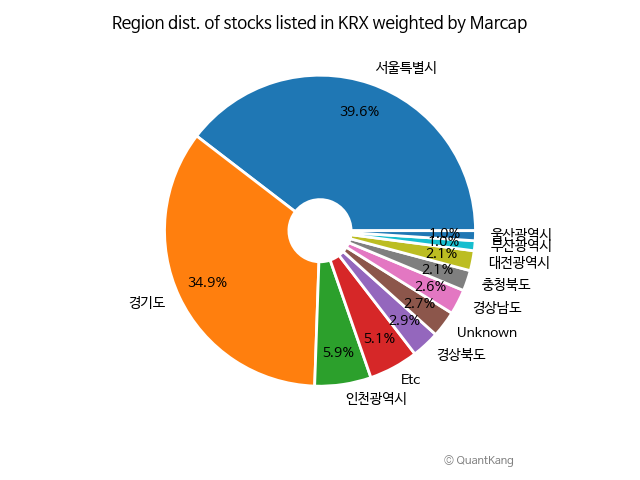 Region dist. of stocks listed in KRX weighted by Marcap
서울특별시
39.6%
경기도
34.9%
인천광역시
5.9%
Etc
5.1%
경상북도
2.9%
Unknown
2.7%
경상남도
2.6%
충청북도
2.1%
대전광역시
2.1%
부산광역시
1.0%
울산광역시
1.0%
© QuantKang